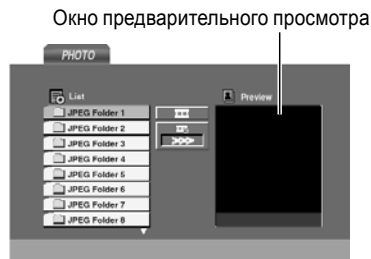 Окно предварительного просмотра
PHOTO
List
Preview
JPEG Folder 1
JPEG Folder 2
JPEG Folder 3
JPEG Folder 4
JPEG Folder 5
JPEG Folder 6
JPEG Folder 7
JPEG Folder 8